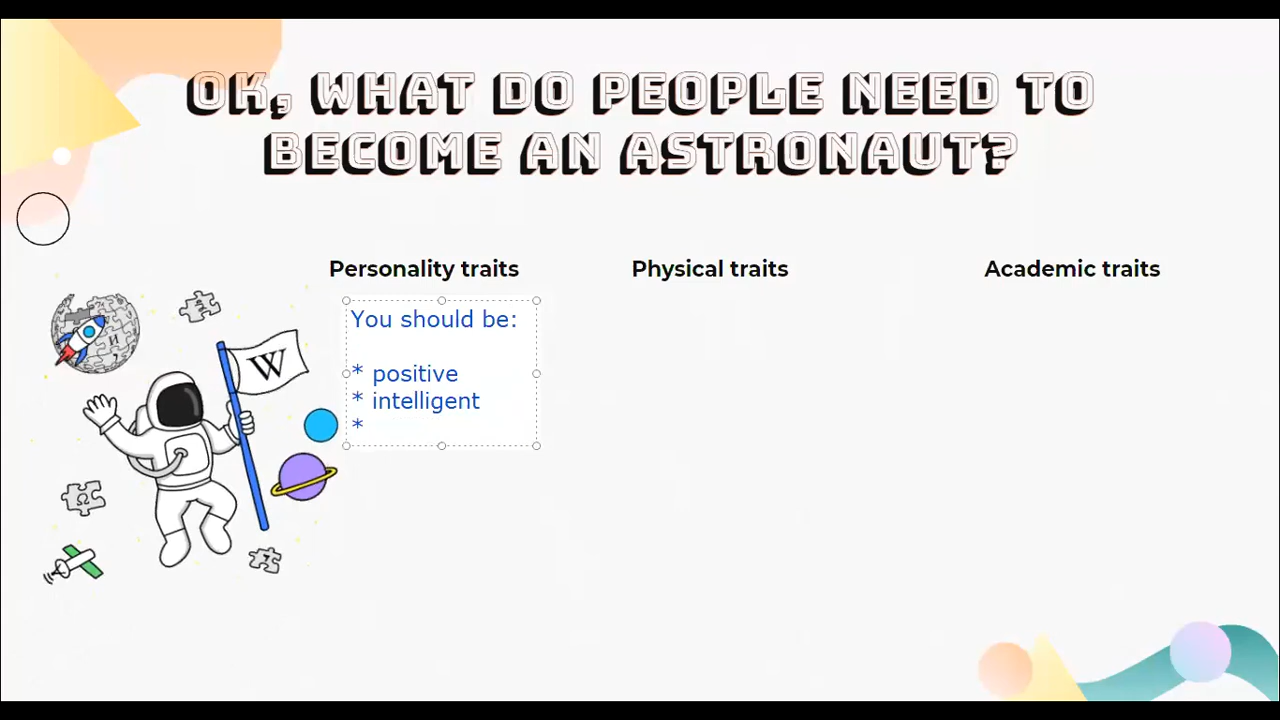 OK, WHAT DO PEOPLE NEED TO
BECOME AN ASTRONAUT?
Personality traits
Physical traits
Academic traits
You should be:
* positive
* intelligent
*
W